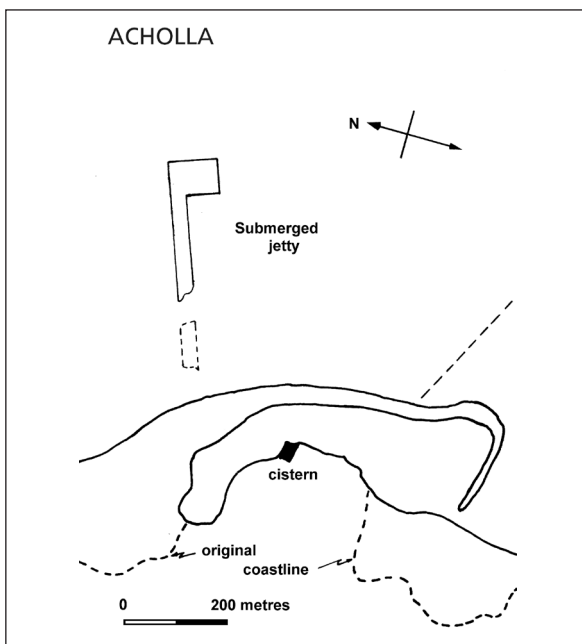 ACHOLLA
N
Submerged
jetty
cistern
original
coastline
0 200 metres